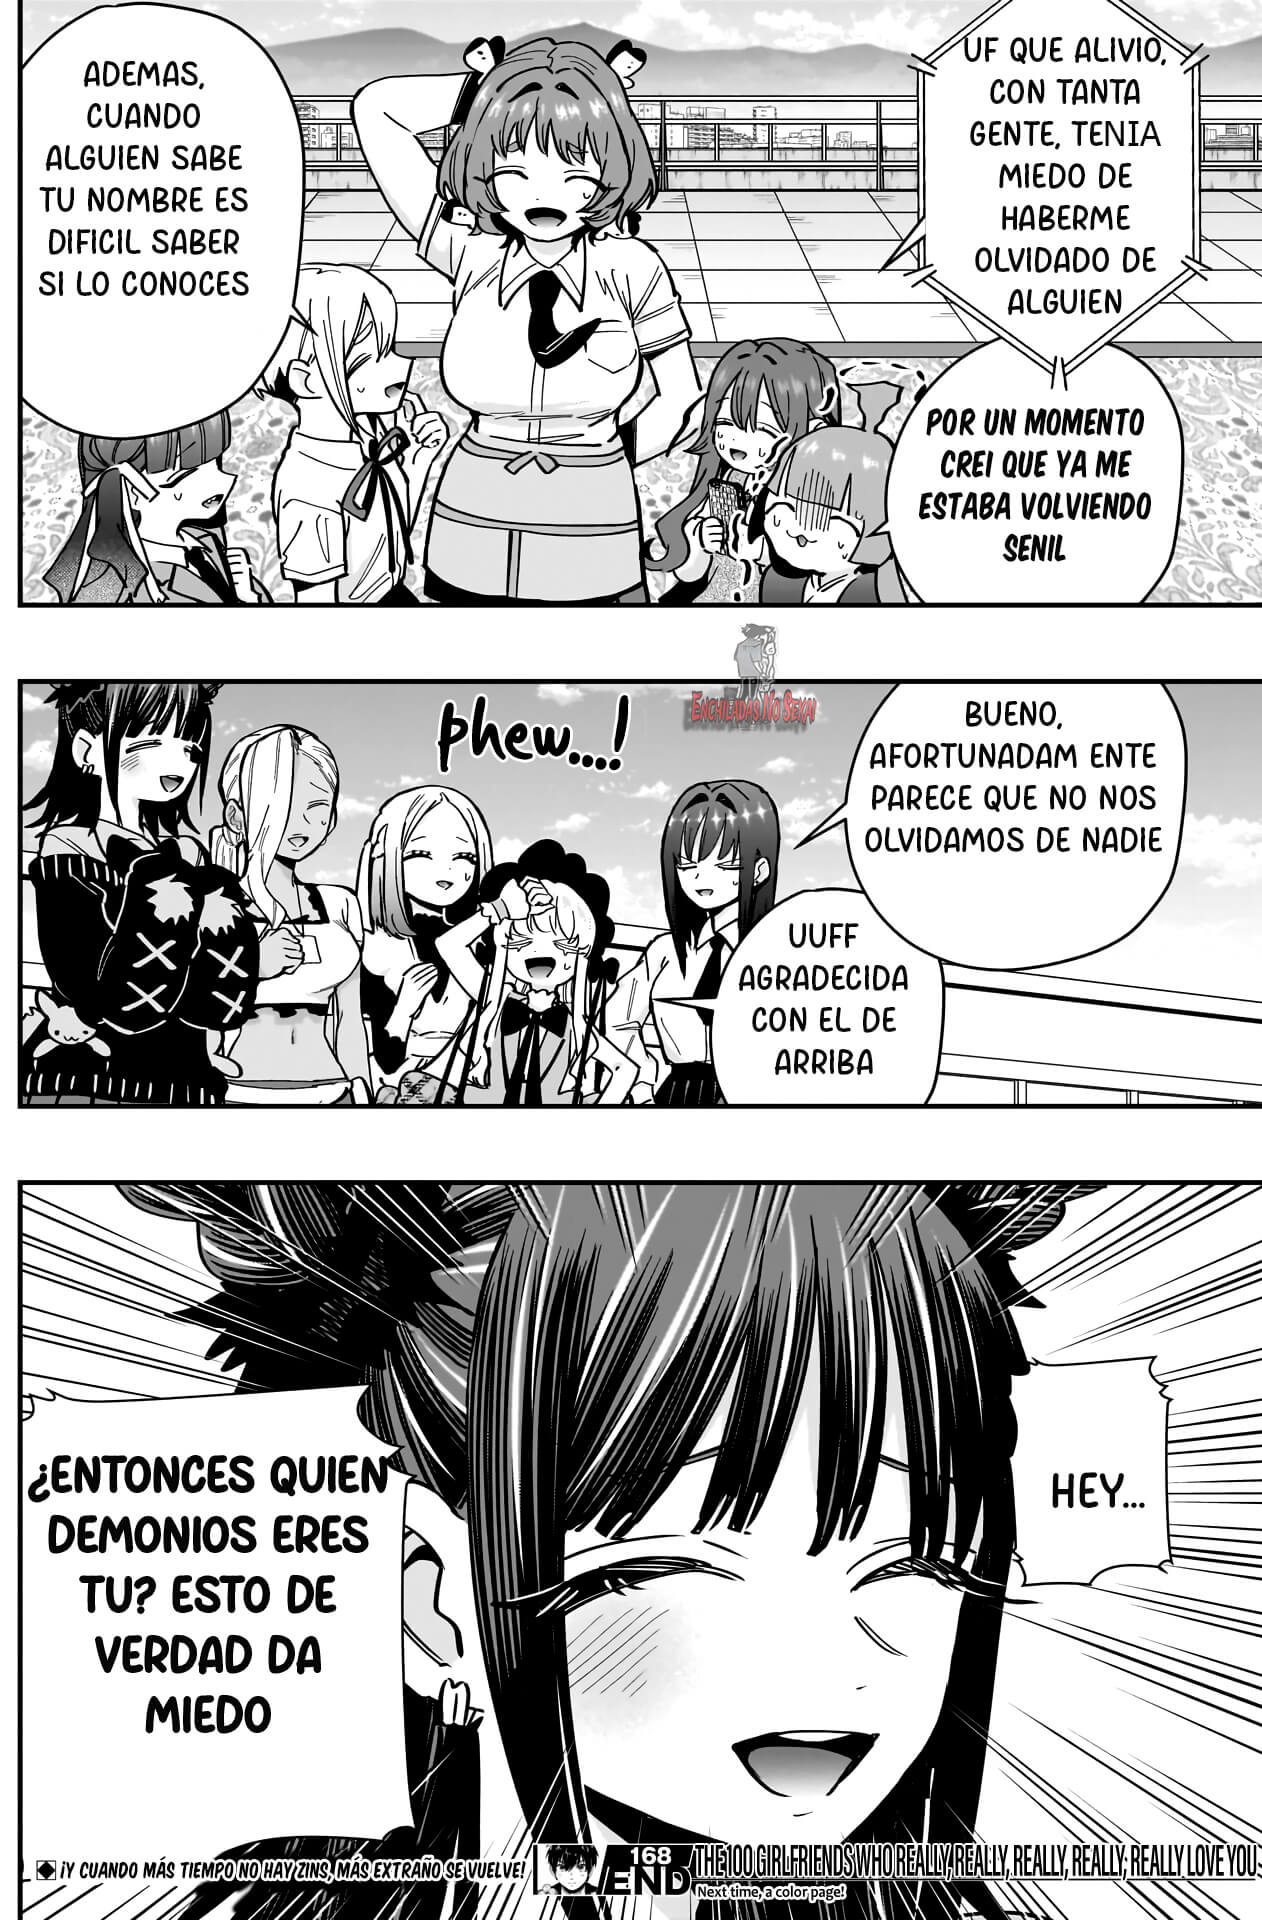 UF QUE ALIVIO,
CON TANTA
GENTE, TENIA
MIEDO DE
HABERME
OLVIDADO DE
ALGUIEN
POR UN MOMENTO
CREI QUE YA ME
ESTABA VOLVIENDO
SENIL
ADEMAS,
CUANDO
ALGUIEN SABE
TU NOMBRE ES
DIFICIL SABER
SI LO CONOCES
ENCHILADAS NO SEKAI
BUENO,
AFORTUNADAM ENTE
PARECE QUE NO NOS
OLVIDAMOS DE NADIE
UUFF
AGRADECIDA
CON EL DE
ARRIBA
phew...!
HEY...
¿ENTONCES QUIEN
DEMONIOS ERES
TU? ESTO DE
VERDAD DA
MIEDO
¡Y CUANDO MÁS TIEMPO NO HAY ZINS, MÁS EXTRAÑO SE VUELVE!
168
END
THE 100 GIRLFRIENDS WHO REALLY, REALLY, REALLY, REALLY, REALLY LOVE YOU
Next time, a color page!